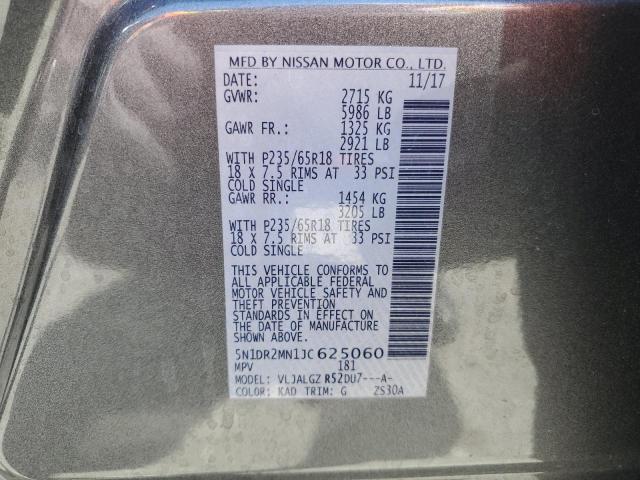 MFD BY NISSAN MOTOR CO., LTD.
DATE: 11/17
GVWR: 2715 KG
5986 LB
GAWR FR.: 1325 KG
2921 LB
WITH P235/65R18 TIRES
18 X 7.5 RIMS AT 33 PSI
COLD SINGLE
GAWR RR.: 1454 KG
3205 LB
WITH P235/65R18 TIRES
18 X 7.5 RIMS AT 33 PSI
COLD SINGLE
THIS VEHICLE CONFORMS TO
ALL APPLICABLE FEDERAL
MOTOR VEHICLE SAFETY AND
THEFT PREVENTION
STANDARDS IN EFFECT ON
THE DATE OF MANUFACTURE
SHOWN ABOVE.
5N1DR2MN1JC625060
MPV 181
MODEL: VLJALGZ R52DU7---A-
COLOR: KAD TRIM: G ZS30A